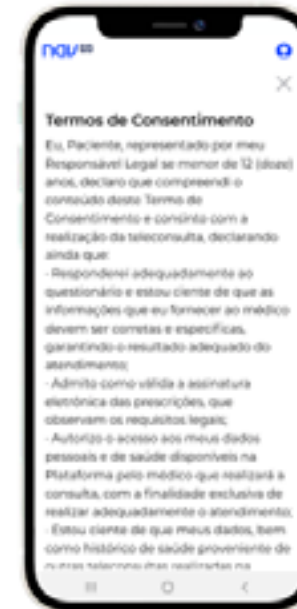 nav
Termos de Consentimento
Eu, Paciente, representado por meu
Responsável Legal se menor de 12 (doze)
anos, declaro que compreendi o
conteúdo deste Termo de
Consentimento e consinto com a
realização da teleconsulta, declarando
ainda que:
- Responderei adequadamente ao
questionário e estou ciente de que as
informações que eu fornecer ao médico
devem ser corretas e específicas,
garantindo o resultado adequado do
atendimento;
- Admito como válida a assinatura
eletrônica das prescrições, que
observam os requisitos legais;
- Autorizo o acesso aos meus dados
pessoais e de saúde disponíveis na
Plataforma pelo médico que realizará a
consulta, com a finalidade exclusiva de
realizar adequadamente o atendimento;
- Estou ciente de que meus dados, bem
como histórico de saúde proveniente de
outras teleconsultas realizadas na